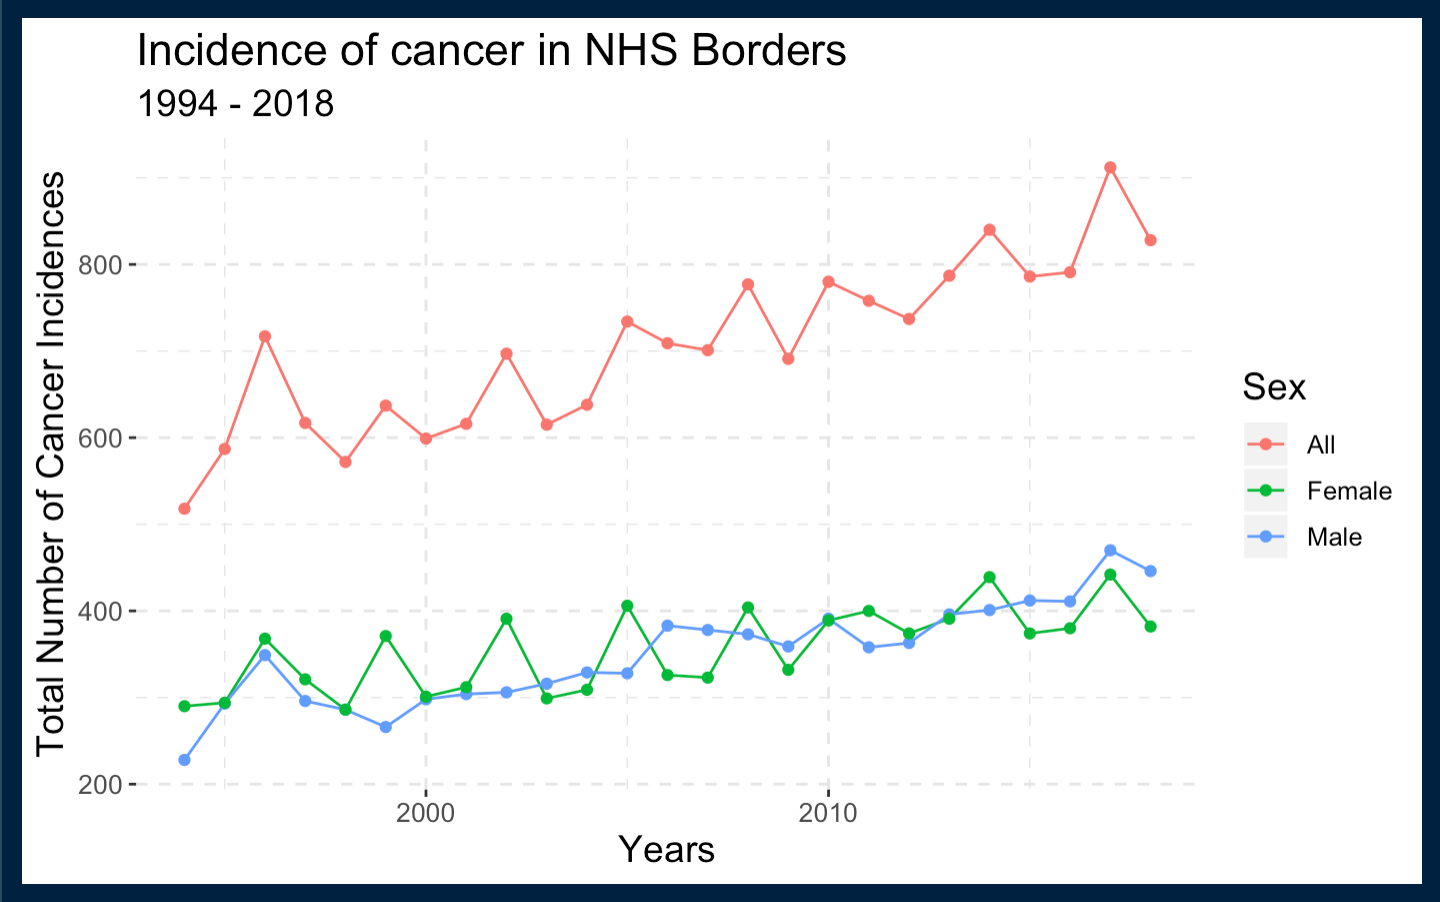 Incidence of cancer in NHS Borders
1994 - 2018
Total Number of Cancer Incidences
800
600
400
200
2000
2010
Years
Sex
All
Female
Male